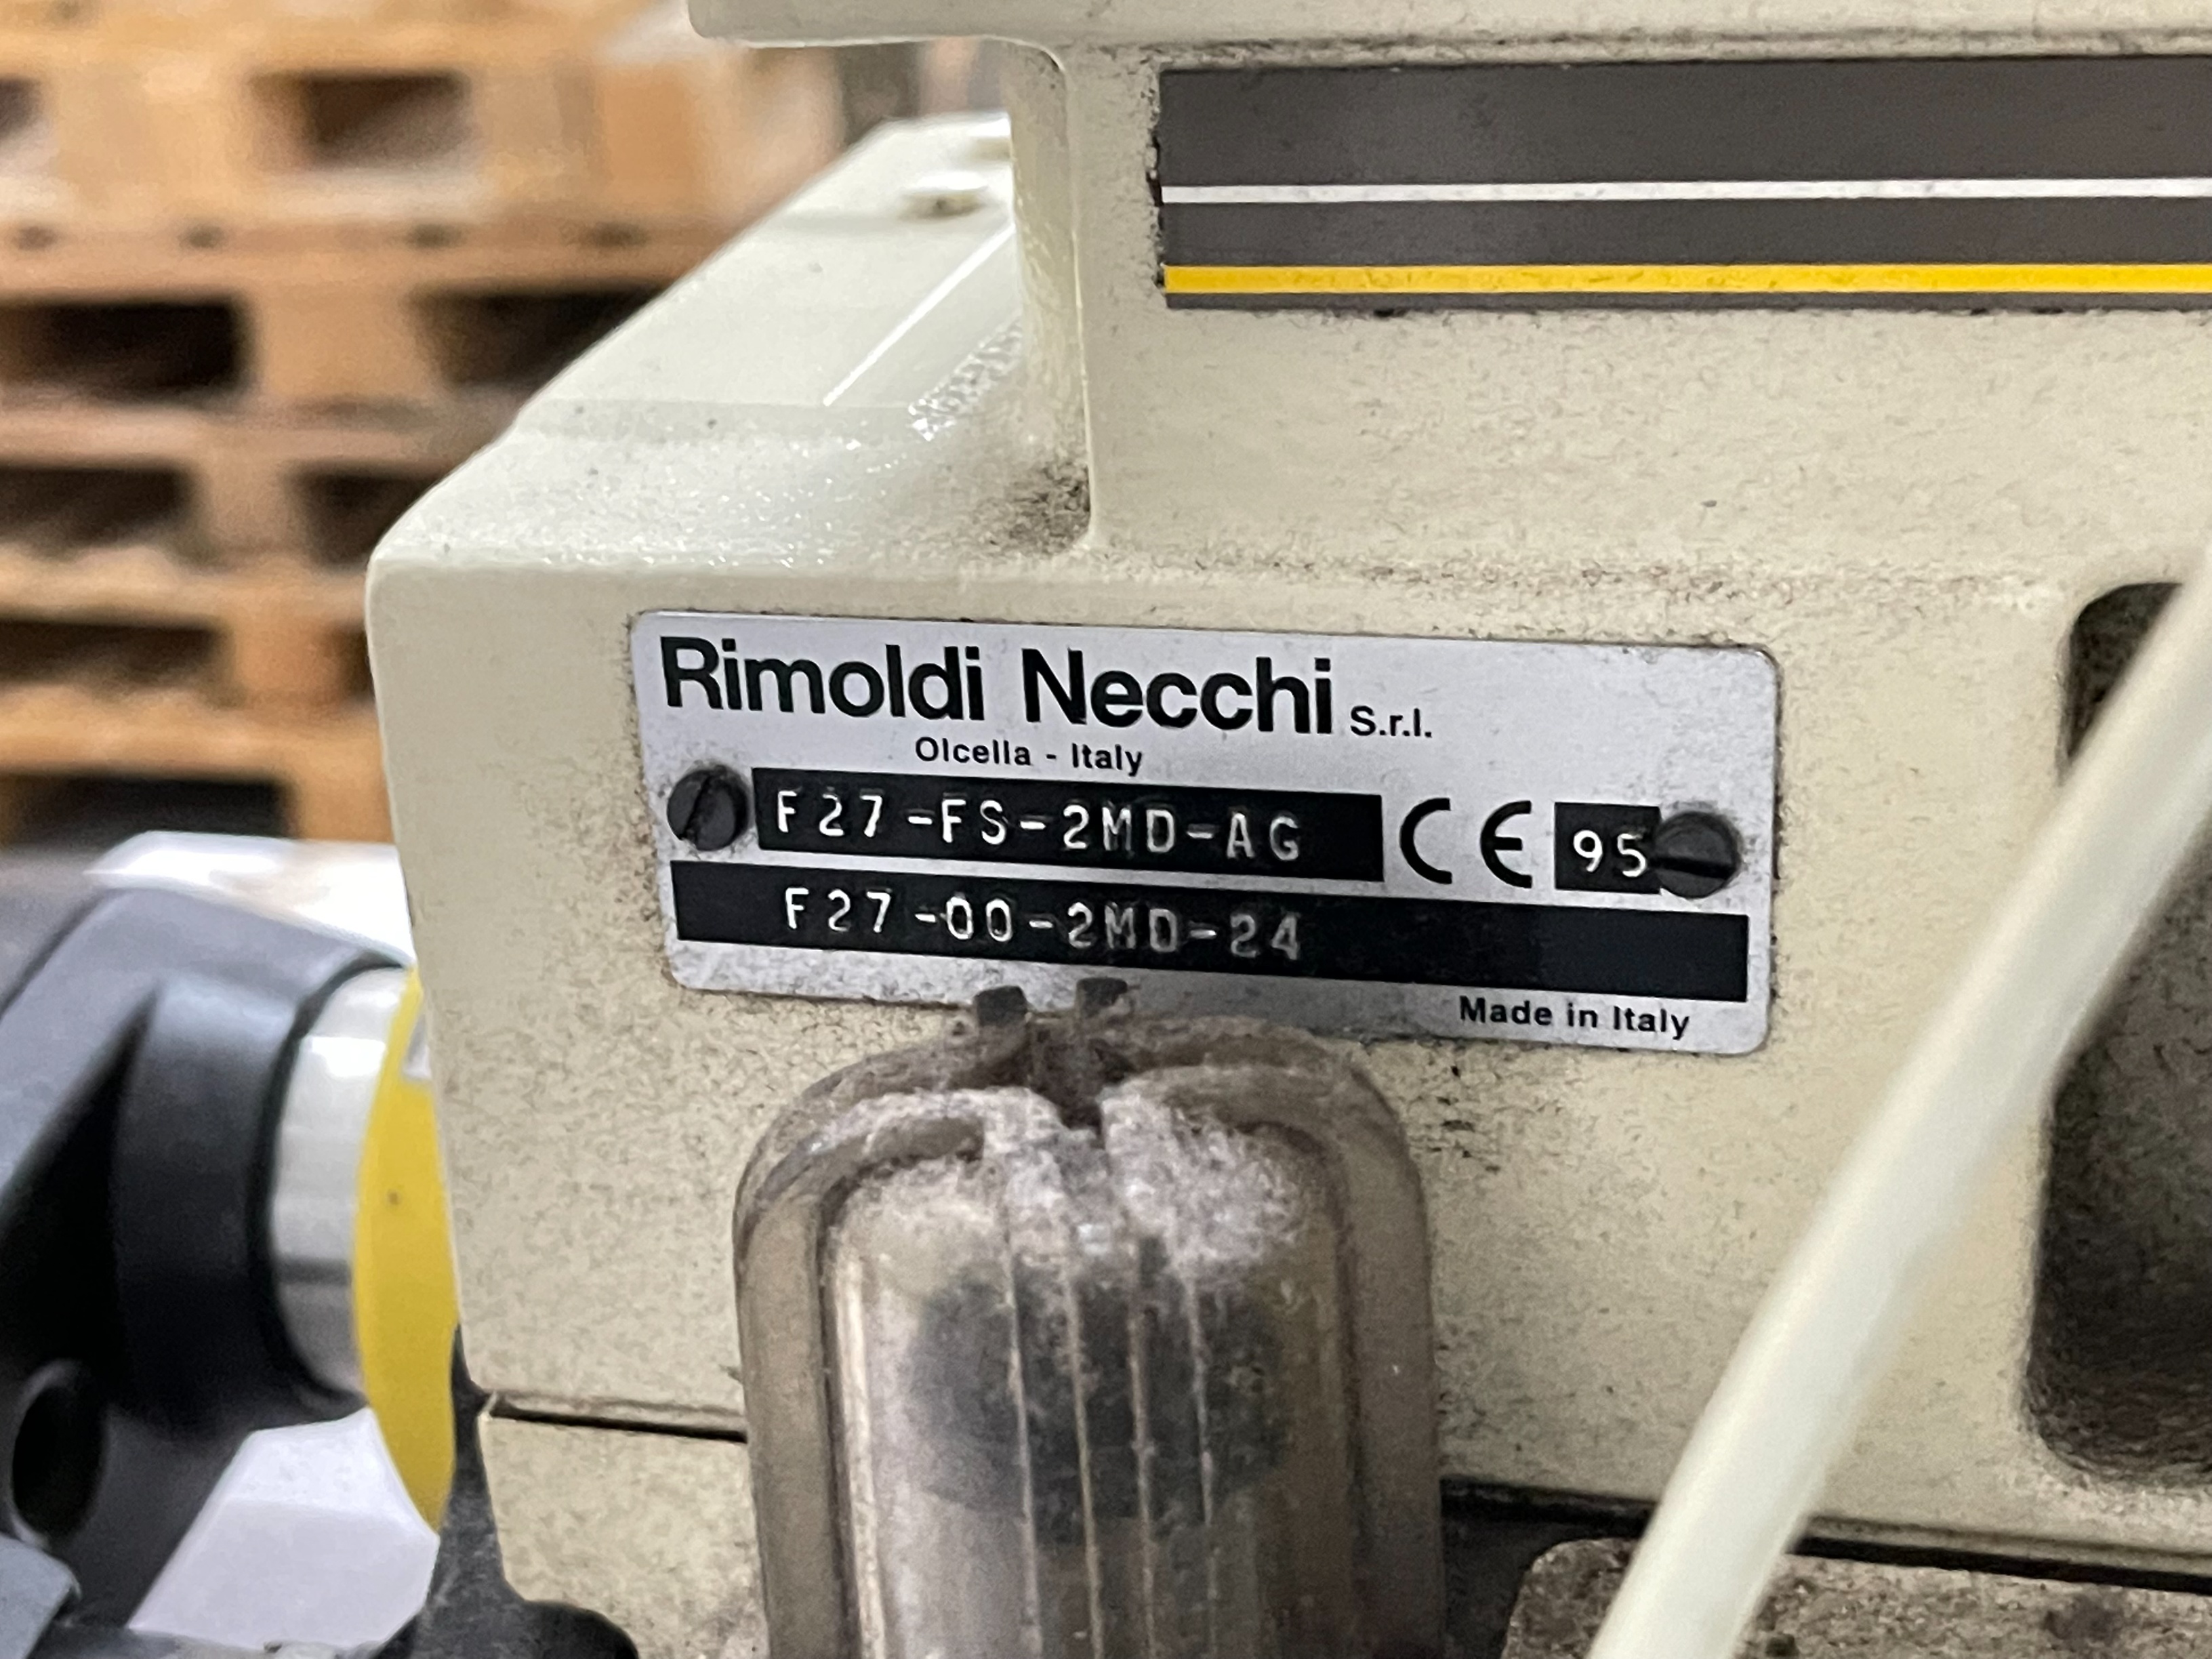 Rimoldi Necchi S.r.l.
Olcella - Italy
F27-FS-2MD-AG CE 95
F27-00-2MD-24
Made in Italy